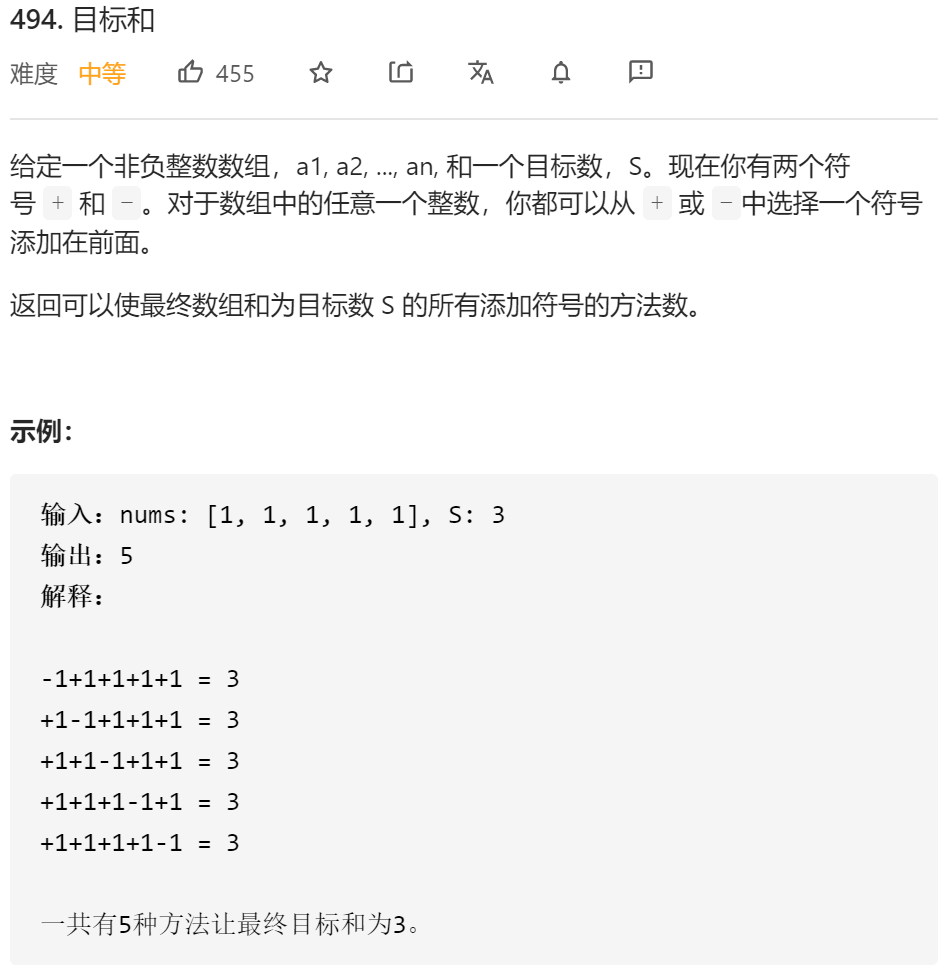 494. 目标和
难度 中等 455
给定一个非负整数数组，a1, a2, ..., an, 和一个目标数，S。现在你有两个符
号 + 和 -。对于数组中的任意一个整数，你都可以从 + 或 -中选择一个符号
添加在前面。
返回可以使最终数组和为目标数 S 的所有添加符号的方法数。
示例：
输入：nums: [1, 1, 1, 1, 1], S: 3
输出：5
解释：
-1+1+1+1+1 = 3
+1-1+1+1+1 = 3
+1+1-1+1+1 = 3
+1+1+1-1+1 = 3
+1+1+1+1-1 = 3
一共有5种方法让最终目标和为3。